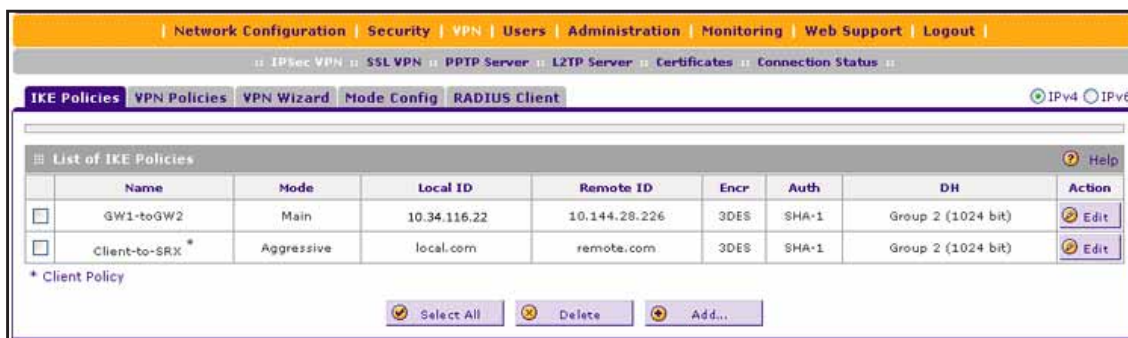 Network Configuration | Security | VPN | Users | Administration | Monitoring | Web Support | Logout
:: IPSec VPN :: SSL VPN :: PPTP Server :: L2TP Server :: Certificates :: Connection Status ::
IKE Policies VPN Policies VPN Wizard Mode Config RADIUS Client IPv4 IPv6
List of IKE Policies Help
Name Mode Local ID Remote ID Encr Auth DH Action
GW1-toGW2 Main 10.34.116.22 10.144.28.226 3DES SHA-1 Group 2 (1024 bit) Edit
Client-to-SRX * Aggressive local.com remote.com 3DES SHA-1 Group 2 (1024 bit) Edit
* Client Policy
Select All Delete Add...